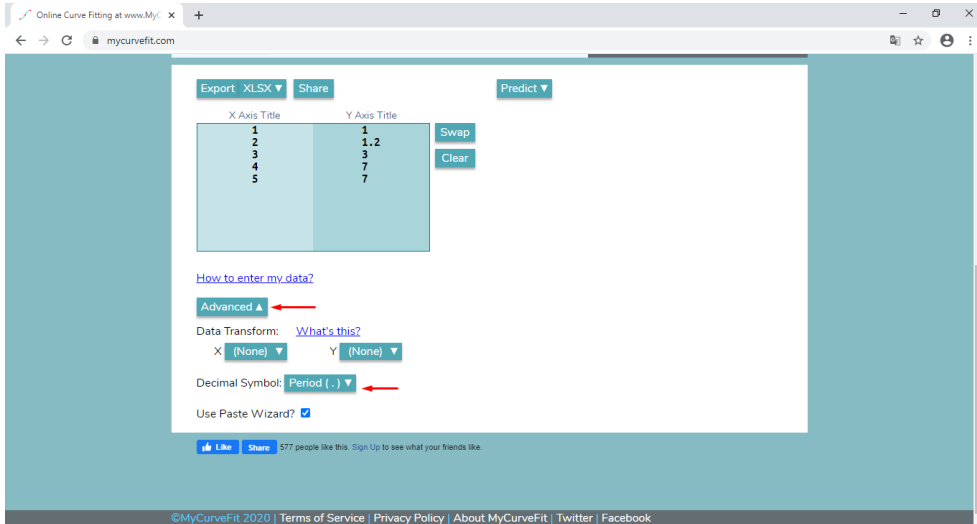 Online Curve Fitting at www.MyC
mycurvefit.com
Export XLSX ▼ Share Predict ▼
X Axis Title Y Axis Title
1 1
2 1.2
3 3
4 7
5 7
Swap
Clear
How to enter my data?
Advanced ▲
Data Transform: What's this?
X (None) ▼ Y (None) ▼
Decimal Symbol: Period ( . ) ▼
Use Paste Wizard?
Like Share 577 people like this. Sign Up to see what your friends like.
©MyCurveFit 2020 | Terms of Service | Privacy Policy | About MyCurveFit | Twitter | Facebook